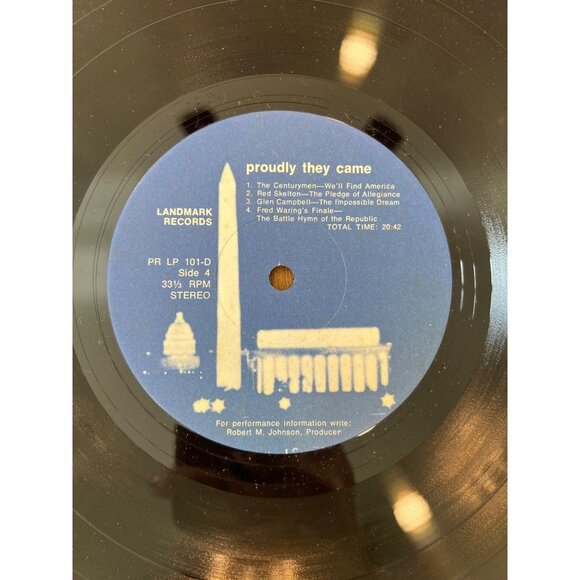 proudly they came
1. The Centurymen—We'll Find America
2. Red Skelton—The Pledge of Allegiance
3. Glen Campbell—The Impossible Dream
4. Fred Waring's Finale—
The Battle Hymn of the Republic
TOTAL TIME: 20:42
LANDMARK
RECORDS
PR LP 101-D
Side 4
33⅓ RPM
STEREO
For performance information write:
Robert M. Johnson, Producer